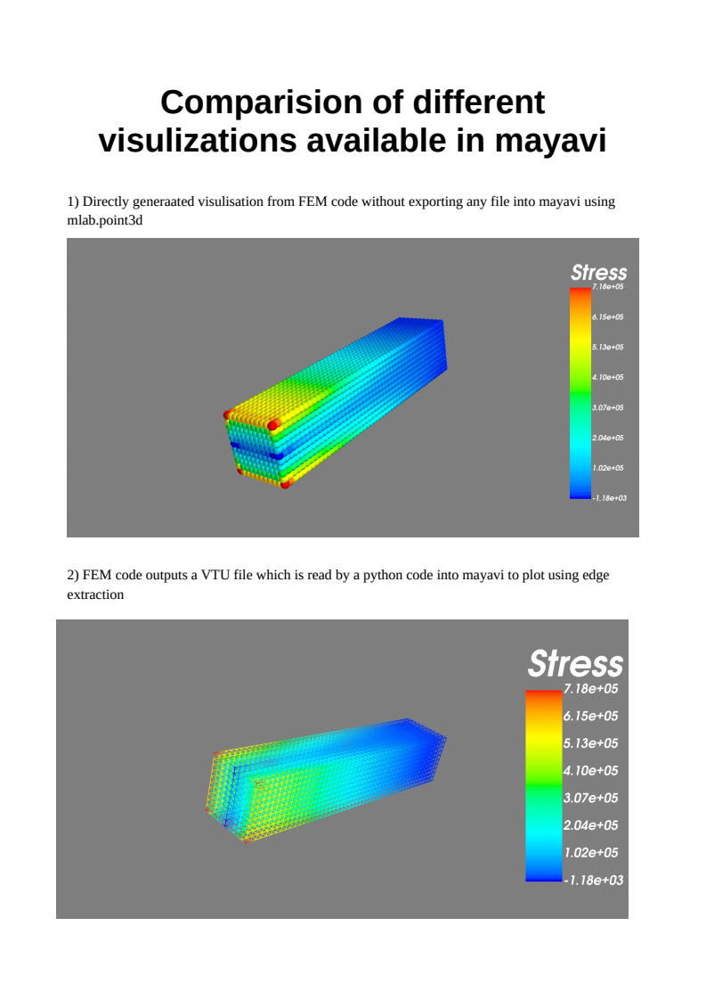 Comparision of different
visulizations available in mayavi
1) Directly generaated visulisation from FEM code without exporting any file into mayavi using
mlab.point3d
Stress
7.18e+05
6.15e+05
5.13e+05
4.10e+05
3.07e+05
2.04e+05
1.02e+05
-1.18e+03
2) FEM code outputs a VTU file which is read by a python code into mayavi to plot using edge
extraction
Stress
7.18e+05
6.15e+05
5.13e+05
4.10e+05
3.07e+05
2.04e+05
1.02e+05
-1.18e+03